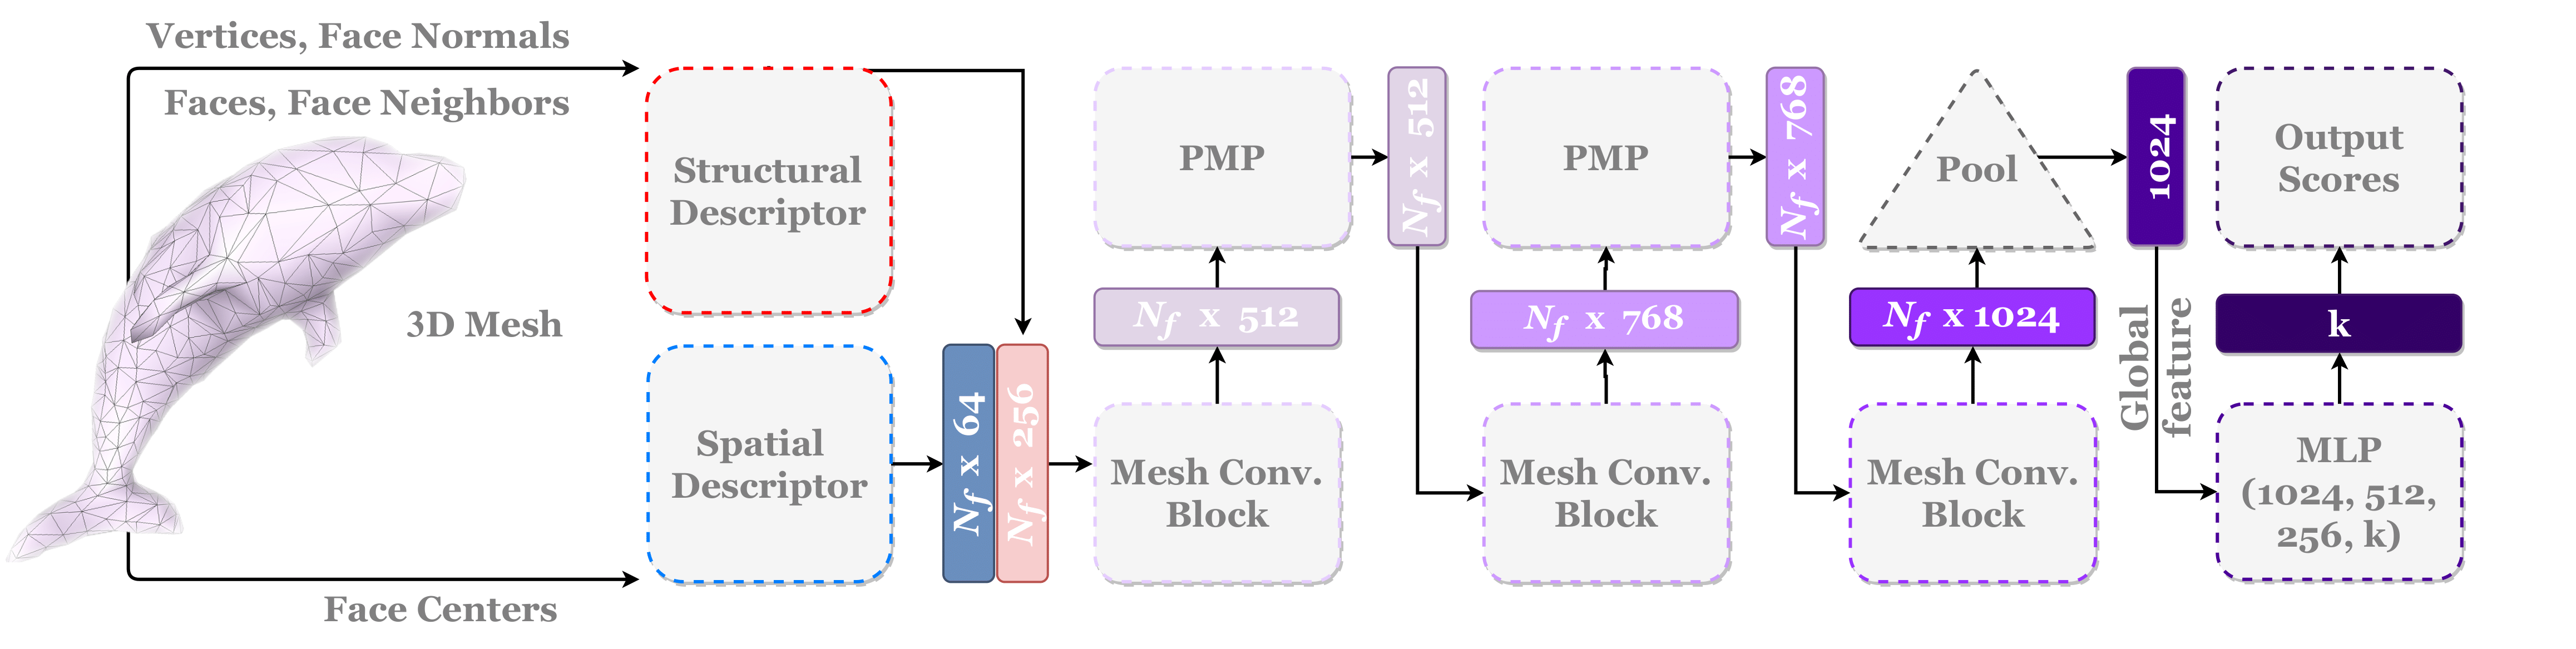 Vertices, Face Normals
Faces, Face Neighbors
3D Mesh
Face Centers
Structural
Descriptor
Spatial
Descriptor
N_f x 64
N_f x 256
Mesh Conv.
Block
N_f x 512
PMP
N_f x 512
Mesh Conv.
Block
N_f x 768
PMP
N_f x 768
Mesh Conv.
Block
N_f x 1024
Pool
1024
Global
feature
MLP
(1024, 512,
256, k)
k
Output
Scores